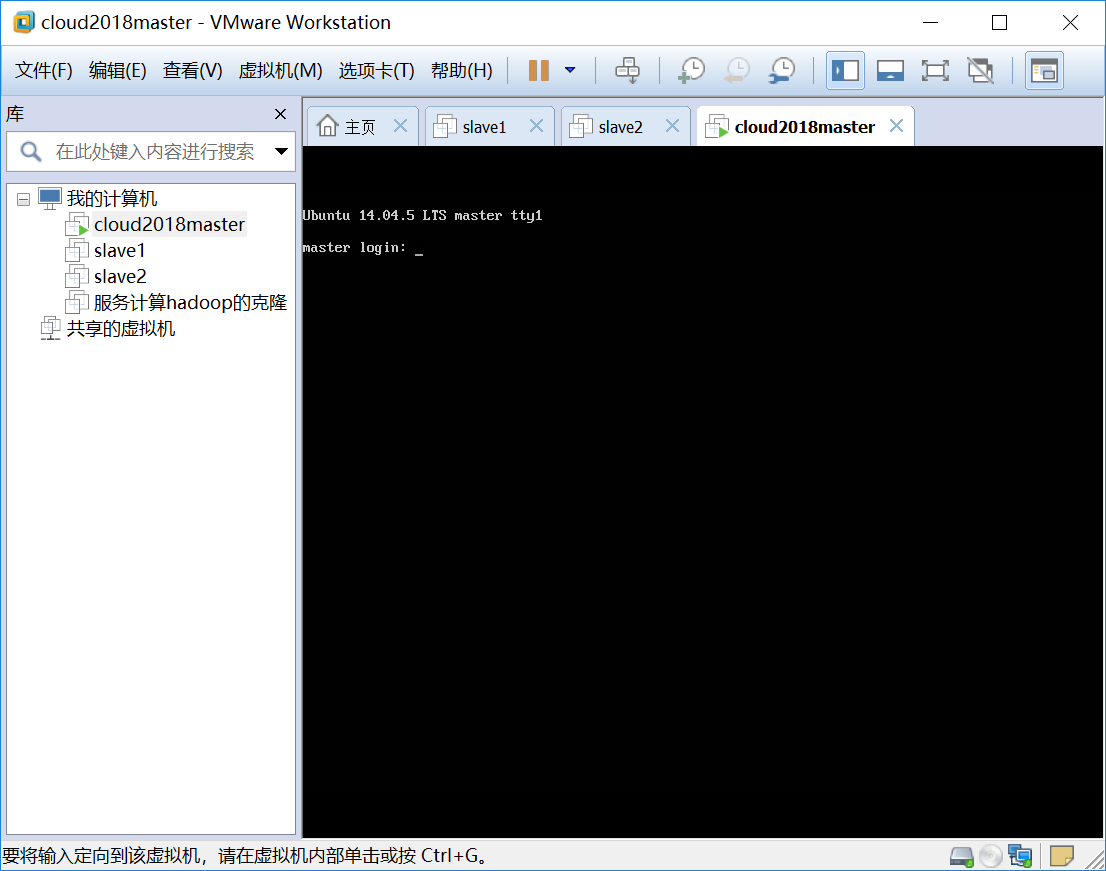 cloud2018master - VMware Workstation
文件(F) 编辑(E) 查看(V) 虚拟机(M) 选项卡(T) 帮助(H)
库
在此处键入内容进行搜索
我的计算机
cloud2018master
slave1
slave2
服务计算hadoop的克隆
共享的虚拟机
主页 slave1 slave2 cloud2018master
Ubuntu 14.04.5 LTS master tty1
master login: _
要将输入定向到该虚拟机，请在虚拟机内部单击或按 Ctrl+G。